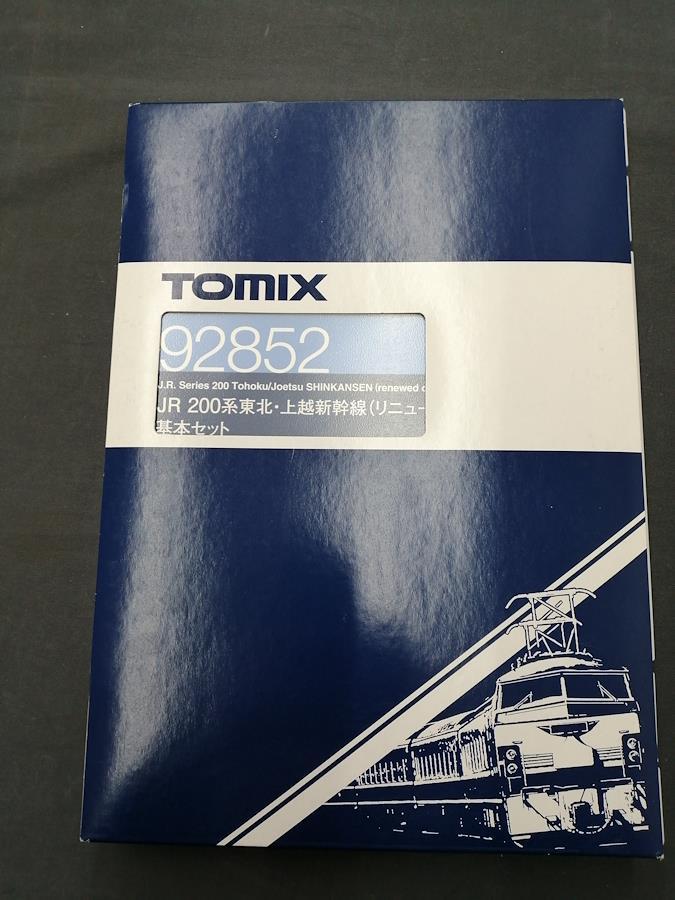 TOMIX
92852
J.R. Series 200 Tohoku/Joetsu SHINKANSEN (renewed
JR 200系東北・上越新幹線(リニュー
基本セット